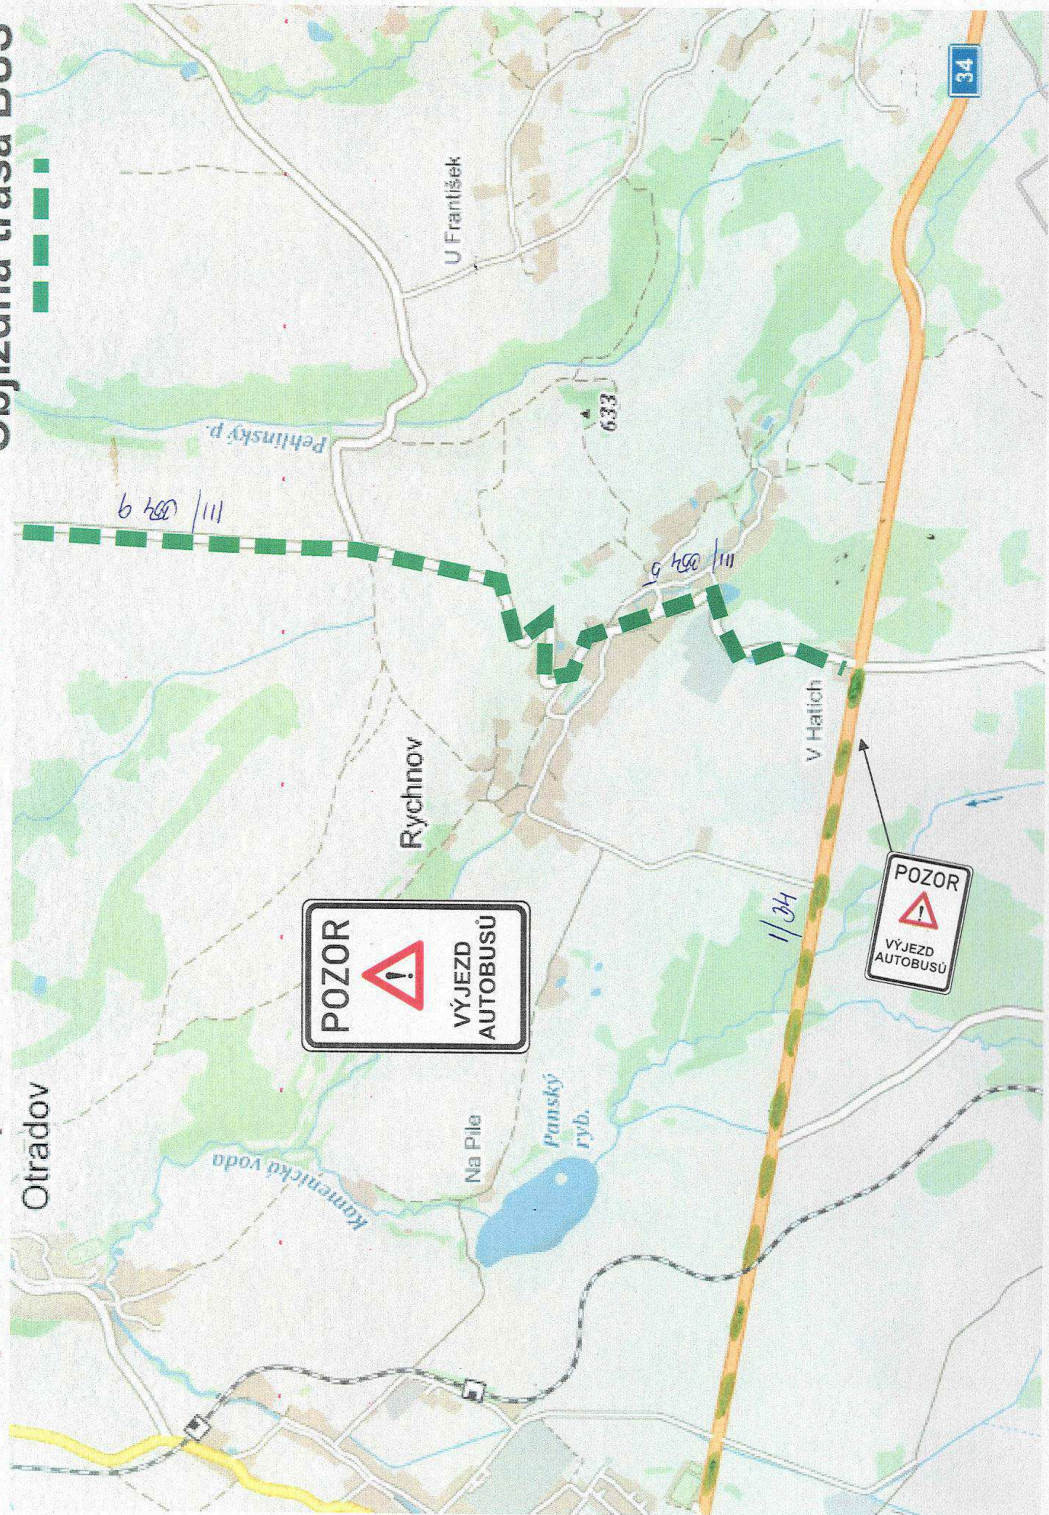 Objízdná trasa BUS
34
U František
Pehlinský p.
633
III/354 9
III/354 5
V Hatích
Rychnov
I/34
POZOR
VÝJEZD
AUTOBUSŮ
POZOR
VÝJEZD
AUTOBUSŮ
Otradov
Kamenická voda
Na Pile
Panský
ryb.